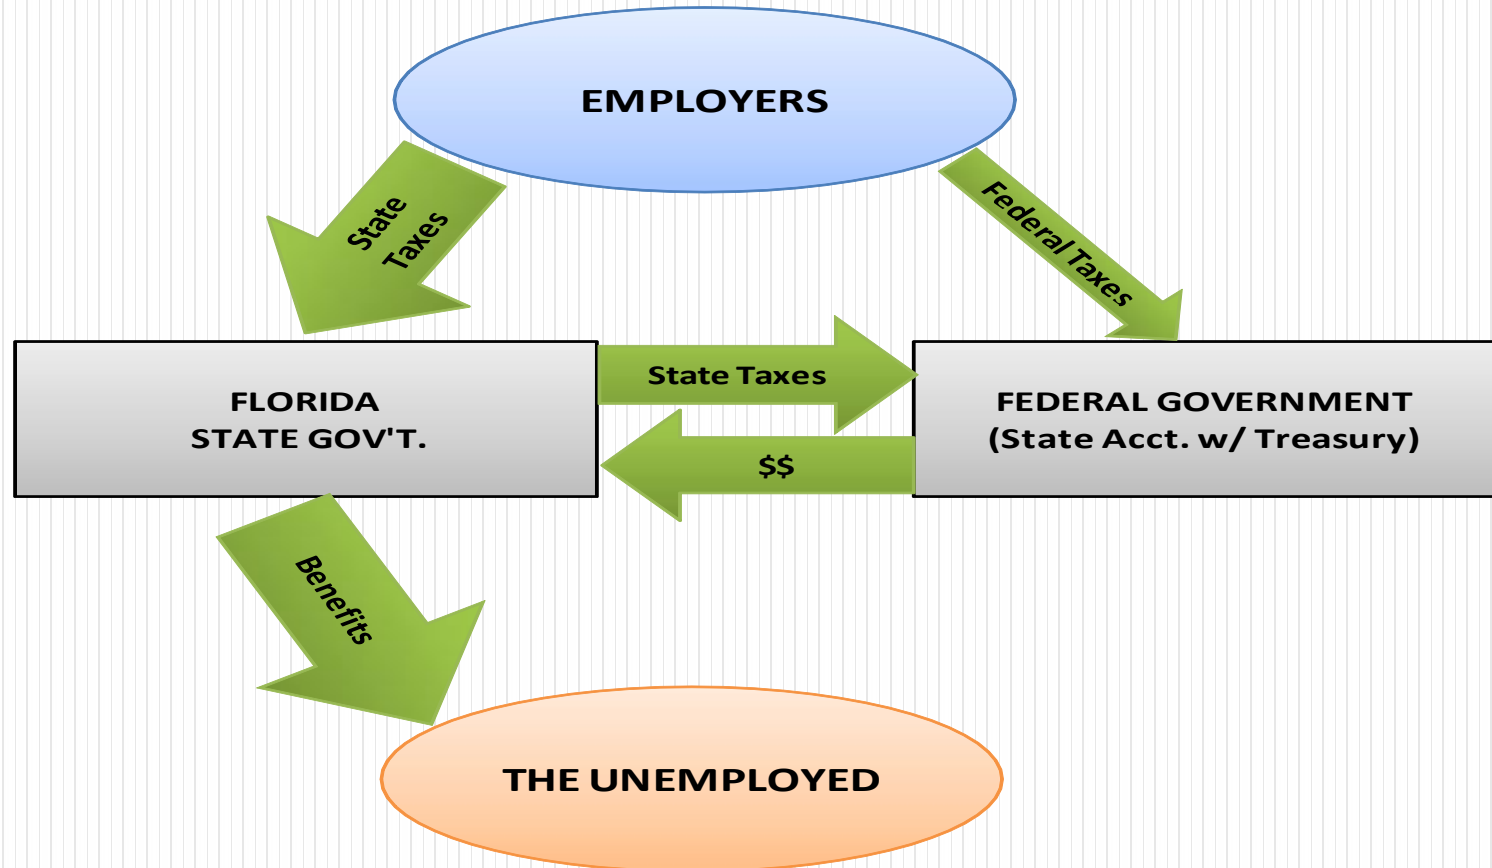 EMPLOYERS
State
Taxes
Federal Taxes
FLORIDA
STATE GOV'T.
State Taxes
$$
FEDERAL GOVERNMENT
(State Acct. w/ Treasury)
Benefits
THE UNEMPLOYED